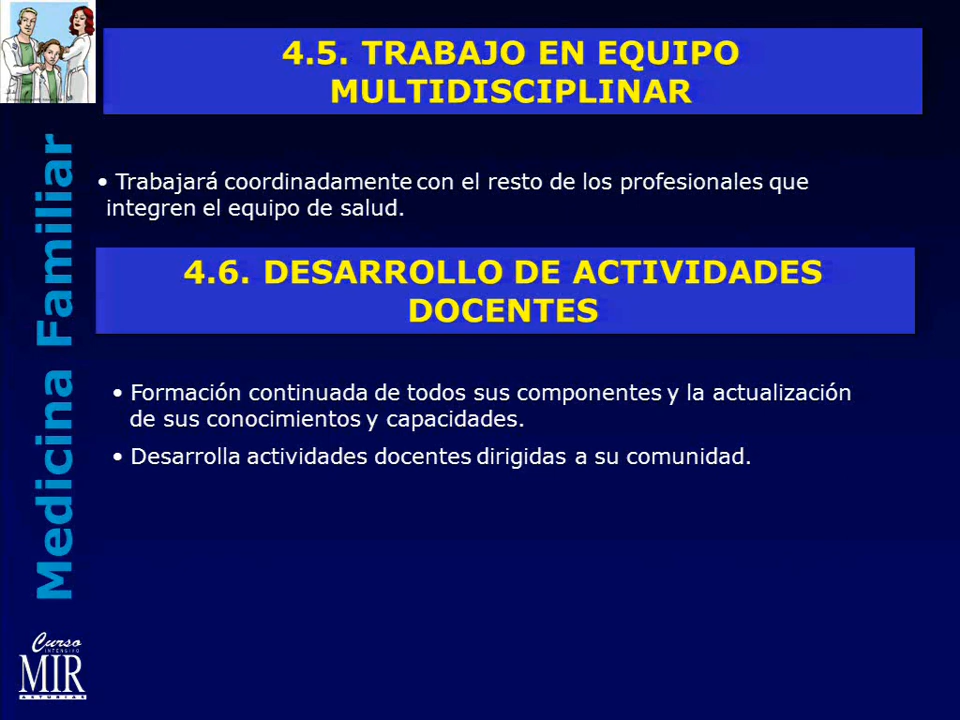 4.5. TRABAJO EN EQUIPO
MULTIDISCIPLINAR
• Trabajará coordinadamente con el resto de los profesionales que
integren el equipo de salud.
4.6. DESARROLLO DE ACTIVIDADES
DOCENTES
• Formación continuada de todos sus componentes y la actualización
de sus conocimientos y capacidades.
• Desarrolla actividades docentes dirigidas a su comunidad.
Medicina Familiar
Curso
INTENSIVO
MIR
ASTURIAS